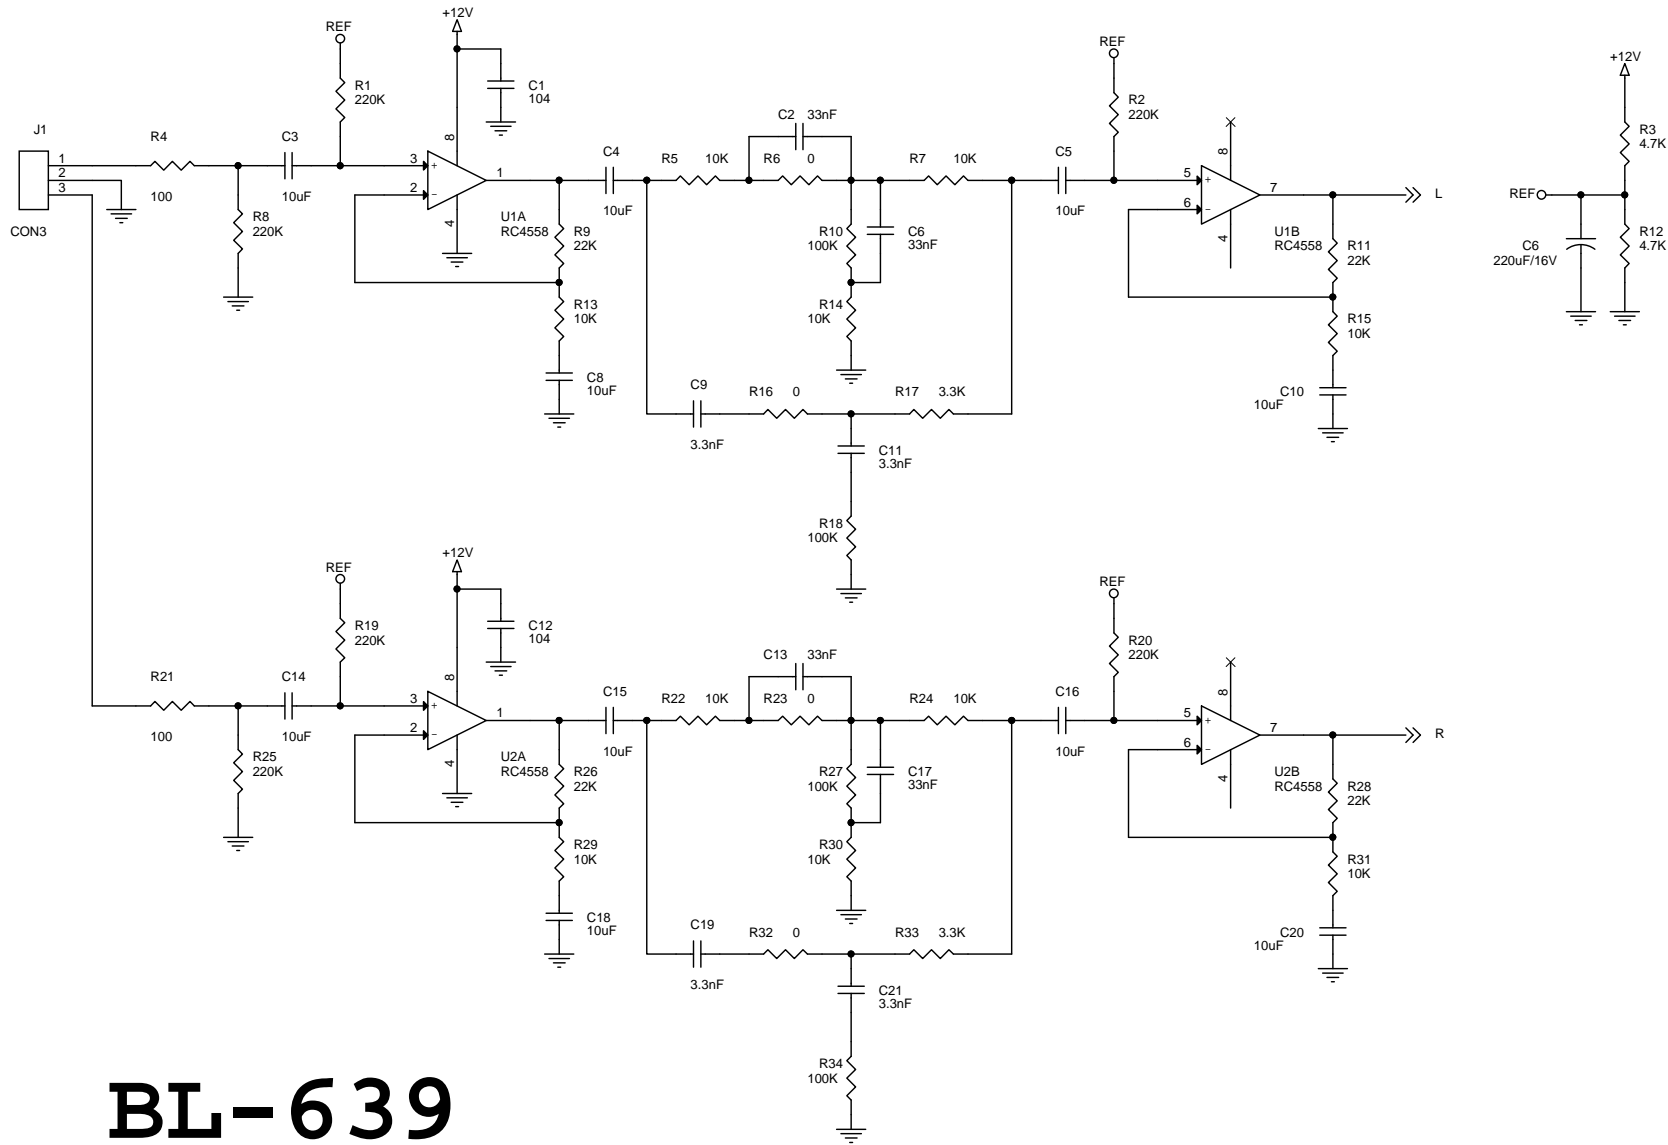 +12V
REF
R1
220K
C1
104
REF
R2
220K
+12V
R3
4.7K
R12
4.7K
REF
C6
220uF/16V
J1
1
2
3
CON3
R4
100
R8
220K
C3
10uF
3
2
+
−
8
4
1
U1A
RC4558
R9
22K
R13
10K
C8
10uF
C4
10uF
R5 10K
C2 33nF
R6 0
R7 10K
R10
100K
C6
33nF
R14
10K
C9
3.3nF
R16 0
R17 3.3K
C11
3.3nF
R18
100K
C5
10uF
5
6
+
−
8
4
7
U1B
RC4558
L
R11
22K
R15
10K
C10
10uF
+12V
REF
R19
220K
C12
104
REF
R20
220K
R21
100
R25
220K
C14
10uF
3
2
+
−
8
4
1
U2A
RC4558
R26
22K
R29
10K
C18
10uF
C15
10uF
R22 10K
C13 33nF
R23 0
R24 10K
R27
100K
C17
33nF
R30
10K
C19
3.3nF
R32 0
R33 3.3K
C21
3.3nF
R34
100K
C16
10uF
5
6
+
−
8
4
7
U2B
RC4558
R
R28
22K
R31
10K
C20
10uF
BL-639